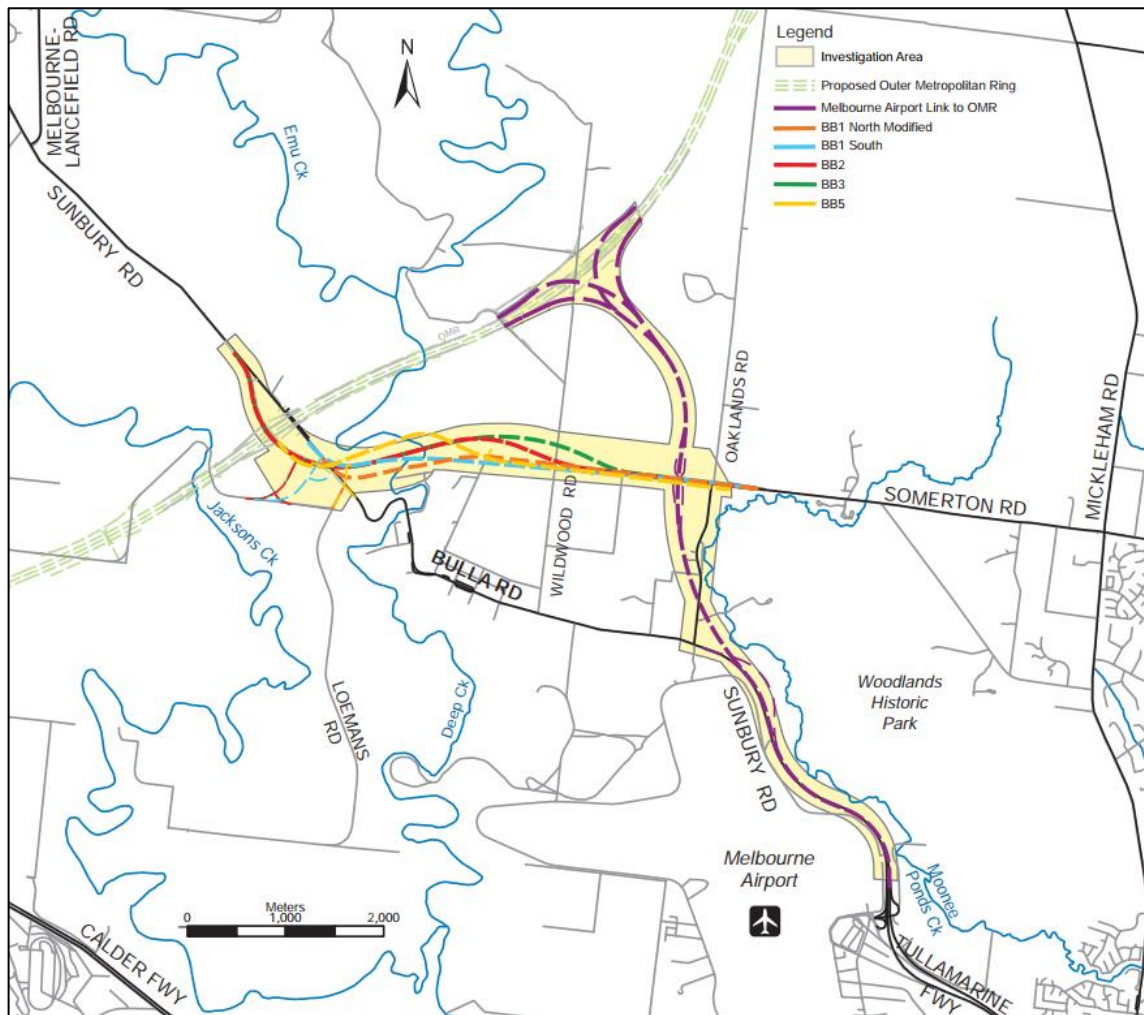 MELBOURNE-
LANCEFIELD RD
N
Legend
Investigation Area
Proposed Outer Metropolitan Ring
Melbourne Airport Link to OMR
BB1 North Modified
BB1 South
BB2
BB3
BB5
Emu Ck
SUNBURY RD
OMR
OAKLANDS RD
MICKLEHAM RD
SOMERTON RD
Jacksons Ck
WILDWOOD RD
BULLA RD
LOEMANS
RD
Deep Ck
SUNBURY RD
Woodlands
Historic
Park
Melbourne
Airport
Moonee
Ponds Ck
Meters
0 1,000 2,000
CALDER FWY
TULLAMARINE
FWY